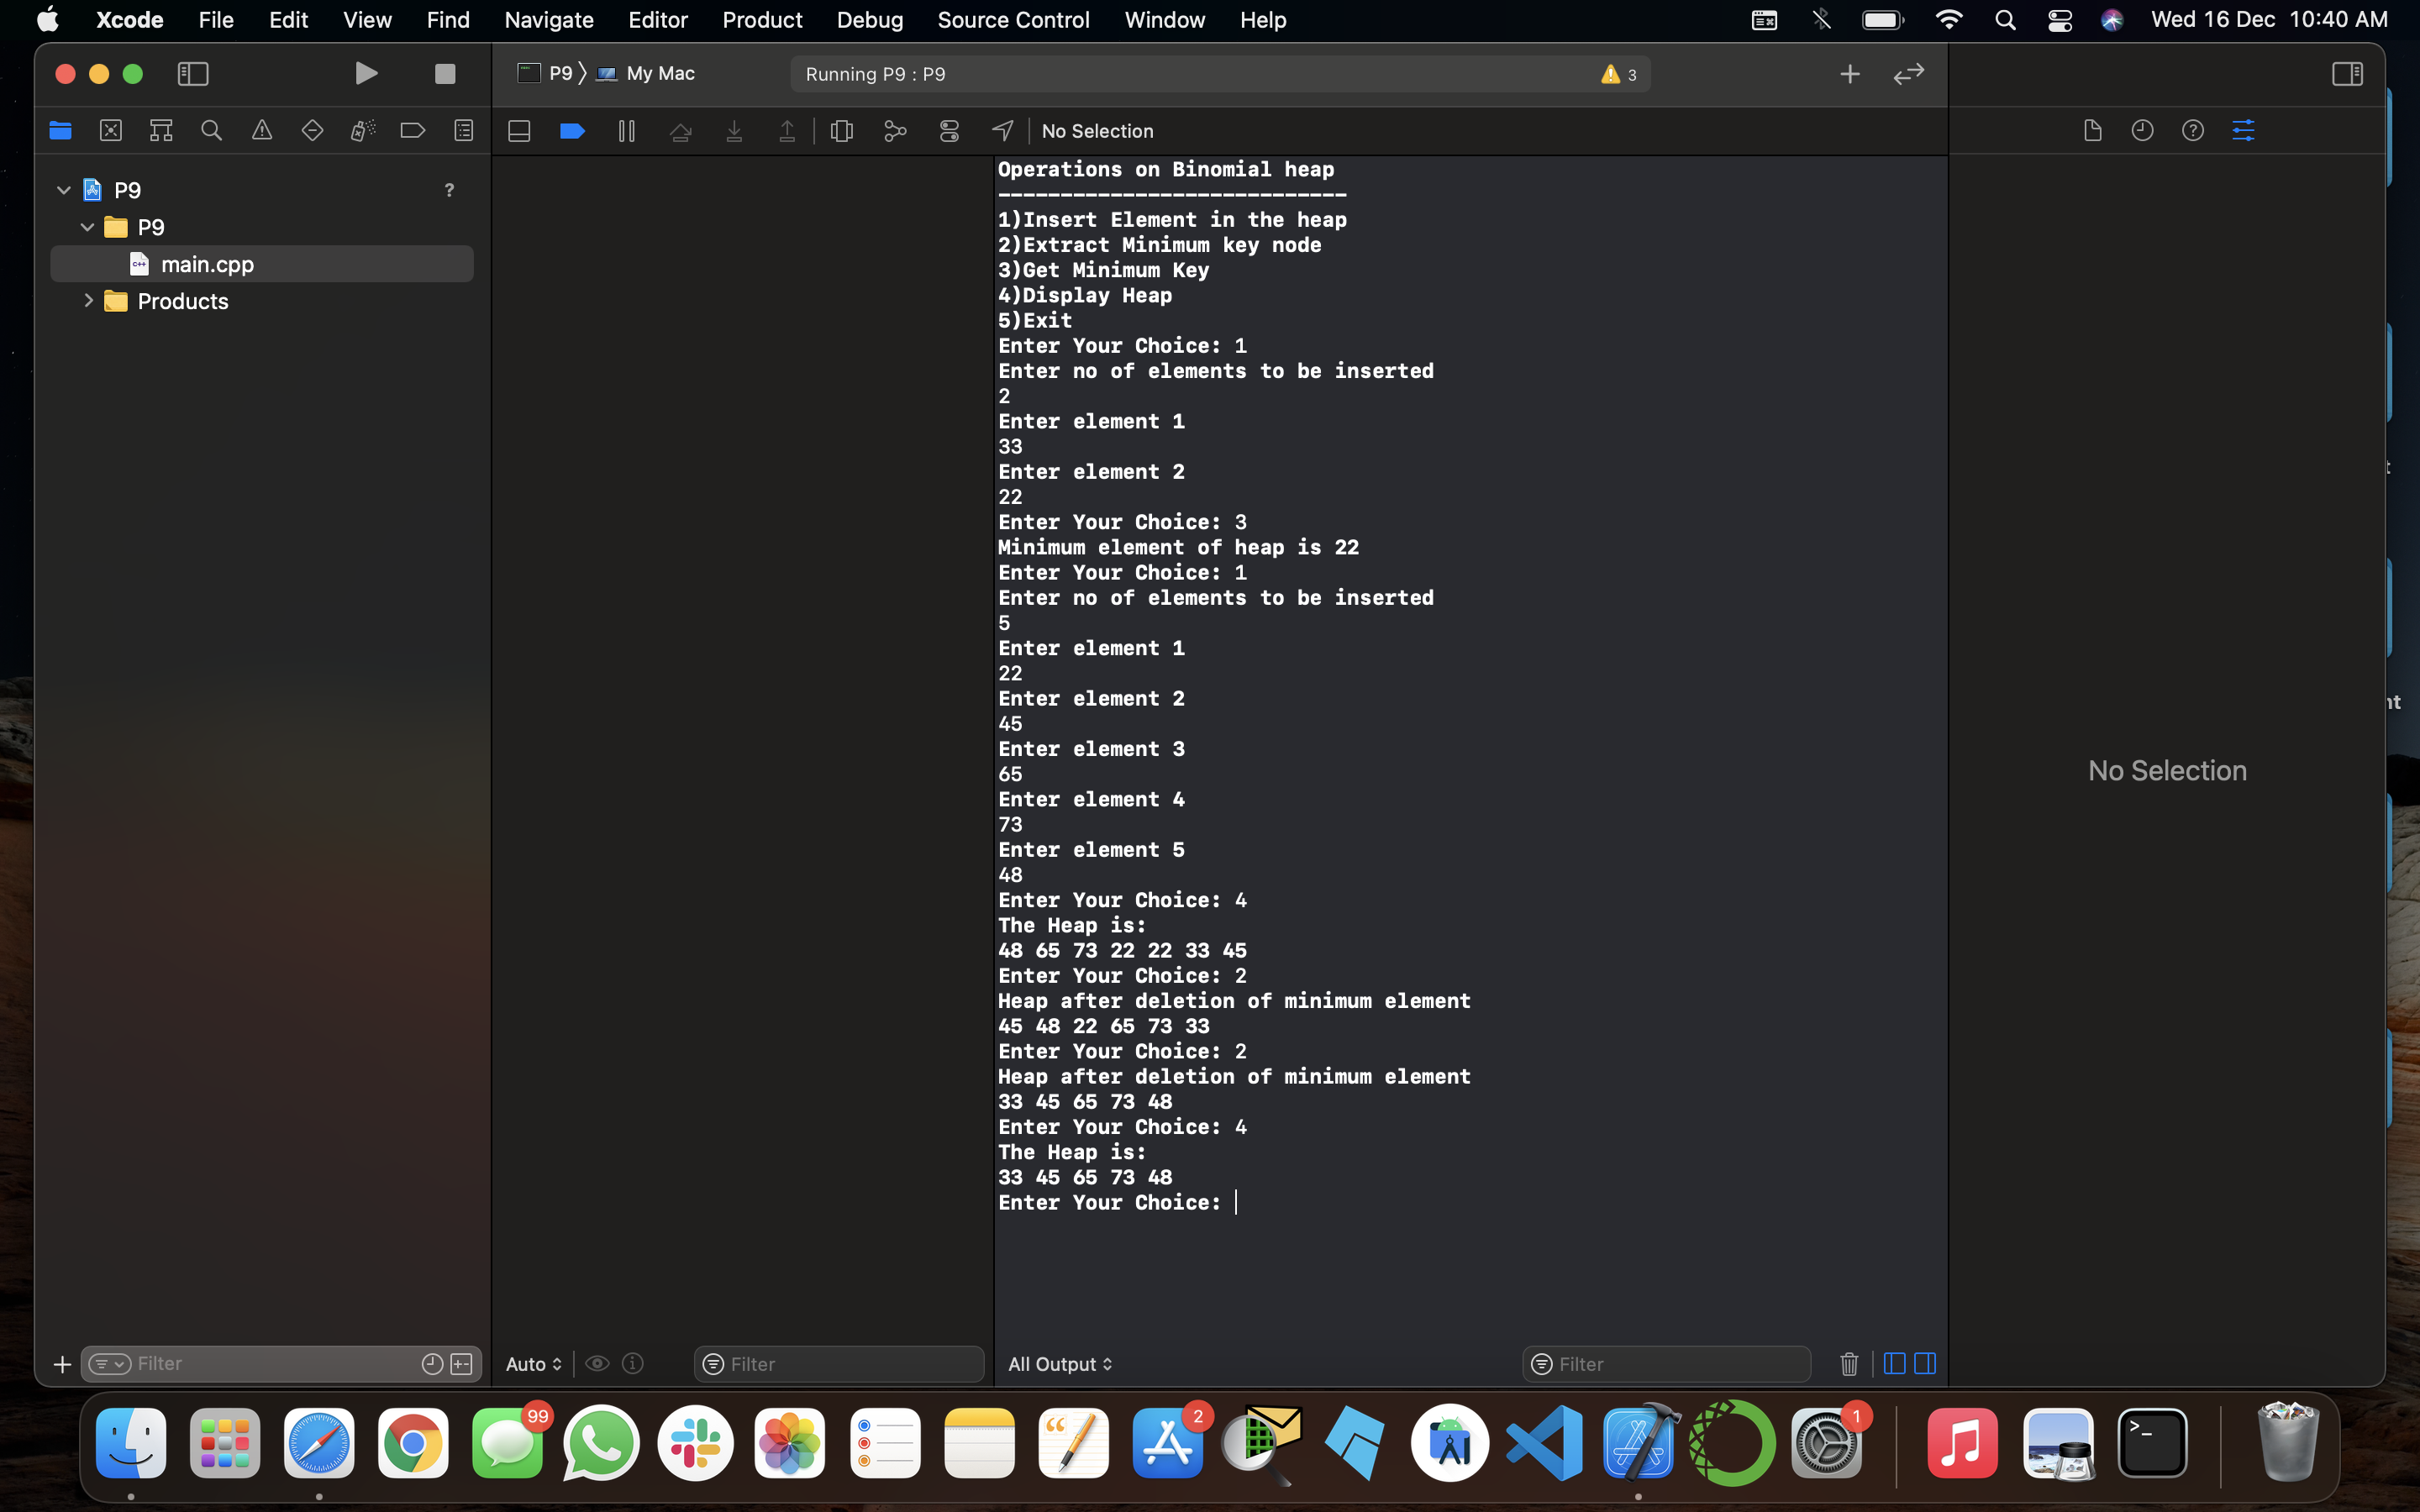 Xcode File Edit View Find Navigate Editor Product Debug Source Control Window Help Wed 16 Dec 10:40 AM
P9 My Mac Running P9 : P9 3
No Selection
P9 ?
P9
main.cpp
Products
Operations on Binomial heap
----------------------------
1)Insert Element in the heap
2)Extract Minimum key node
3)Get Minimum Key
4)Display Heap
5)Exit
Enter Your Choice: 1
Enter no of elements to be inserted
2
Enter element 1
33
Enter element 2
22
Enter Your Choice: 3
Minimum element of heap is 22
Enter Your Choice: 1
Enter no of elements to be inserted
5
Enter element 1
22
Enter element 2
45
Enter element 3
65
Enter element 4
73
Enter element 5
48
Enter Your Choice: 4
The Heap is:
48 65 73 22 22 33 45
Enter Your Choice: 2
Heap after deletion of minimum element
45 48 22 65 73 33
Enter Your Choice: 2
Heap after deletion of minimum element
33 45 65 73 48
Enter Your Choice: 4
The Heap is:
33 45 65 73 48
Enter Your Choice:
No Selection
Filter Auto Filter All Output Filter
99 2 1